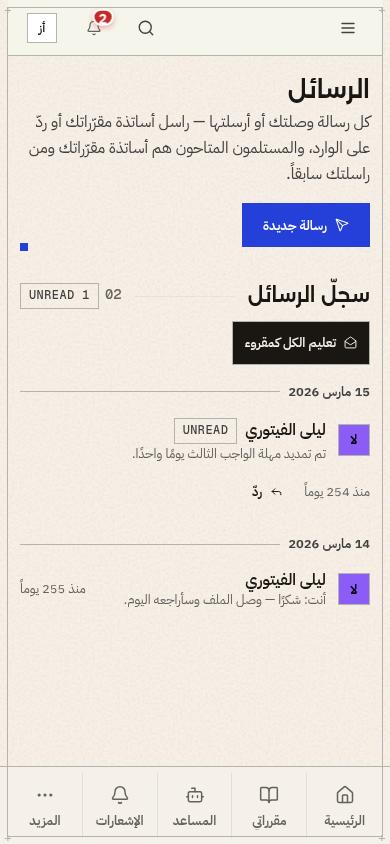 2
أز
الرسائل
كل رسالة وصلتك أو أرسلتها — راسل أساتذة مقرّراتك أو ردّ
على الوارد، والمستلمون المتاحون هم أساتذة مقرّراتك ومن
راسلتك سابقاً.
رسالة جديدة
سجلّ الرسائل
02 UNREAD 1
تعليم الكل كمقروء
15 مارس 2026
لا
ليلى الفيتوري UNREAD
تم تمديد مهلة الواجب الثالث يومًا واحدًا.
منذ 254 يوماً
ردّ
14 مارس 2026
لا
ليلى الفيتوري
أنت: شكرًا — وصل الملف وسأراجعه اليوم.
منذ 255 يوماً
الرئيسية
مقرراتي
المساعد
الإشعارات
المزيد